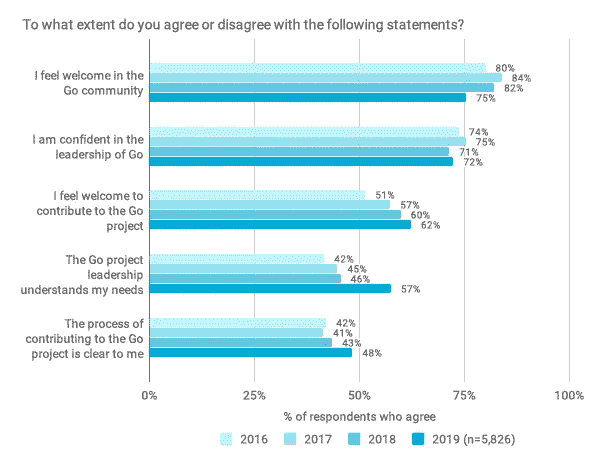 To what extent do you agree or disagree with the following statements?
I feel welcome in the
Go community
80%
84%
82%
75%
I am confident in the
leadership of Go
74%
75%
71%
72%
I feel welcome to
contribute to the Go
project
51%
57%
60%
62%
The Go project
leadership
understands my needs
42%
45%
46%
57%
The process of
contributing to the Go
project is clear to me
42%
41%
43%
48%
0% 25% 50% 75% 100%
% of respondents who agree
2016 2017 2018 2019 (n=5,826)